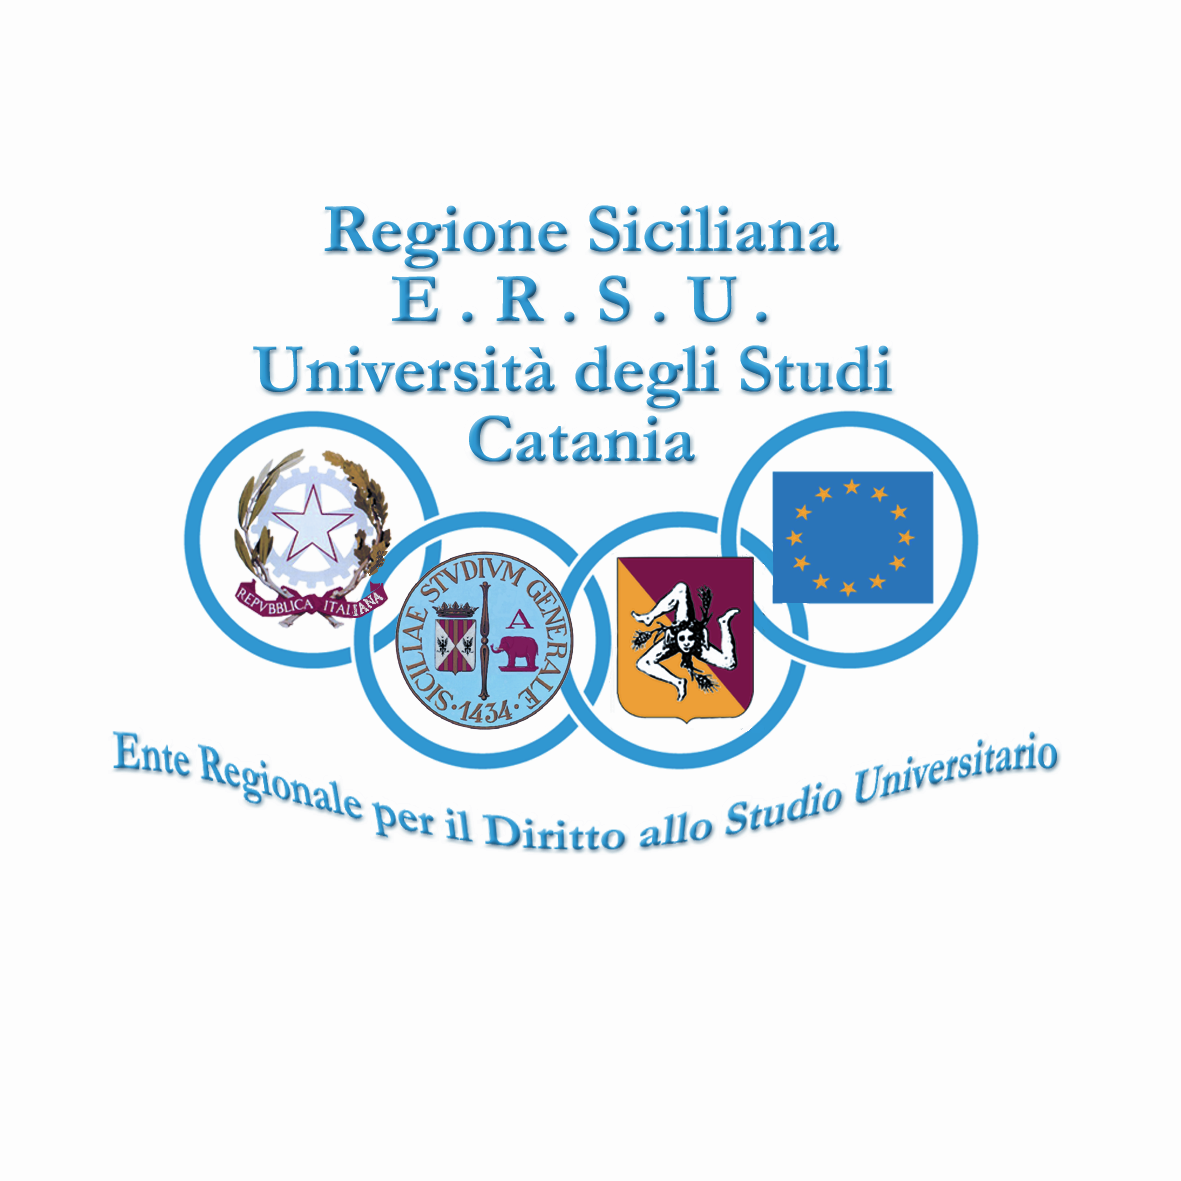 Regione Siciliana
E . R . S . U .
Università degli Studi
Catania
REPVBBLICA ITALIANA
SICILIAE STVDIVM GENERALE
· 1434 ·
A
Ente Regionale per il Diritto allo Studio Universitario